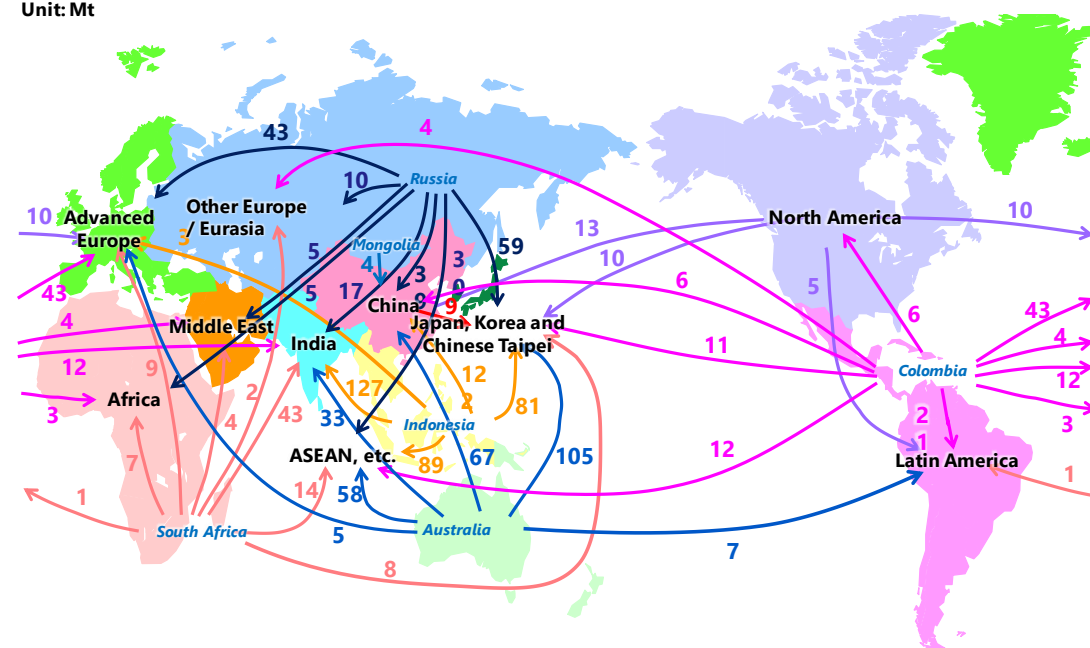 Unit: Mt
43
4
Russia
10
Other Europe
/ Eurasia
10
Advanced
Europe
3
13
North America
10
5
Mongolia
4
3
3
0
59
10
43
5
17
China
9
9
6
5
6
43
4
Middle East
India
Japan, Korea and
Chinese Taipei
11
4
12
9
2
4
43
127
33
12
2
81
Colombia
12
3
Africa
3
7
Indonesia
2
1
ASEAN, etc.
89
67
105
12
Latin America
1
14
58
1
South Africa
5
Australia
7
8